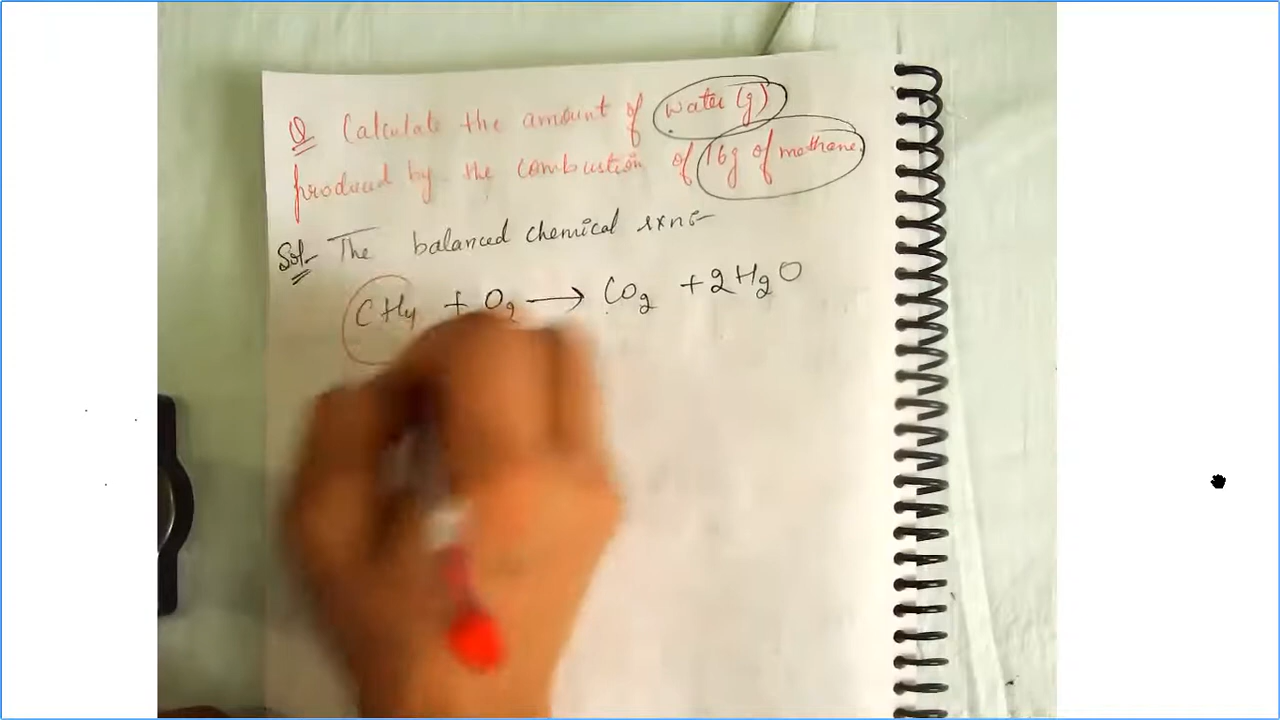 Q Calculate the amount of water (g)
produced by the combustion of 16g of methane.
Sol- The balanced chemical rxn:-
CH4 + O2 → CO2 + 2H2O